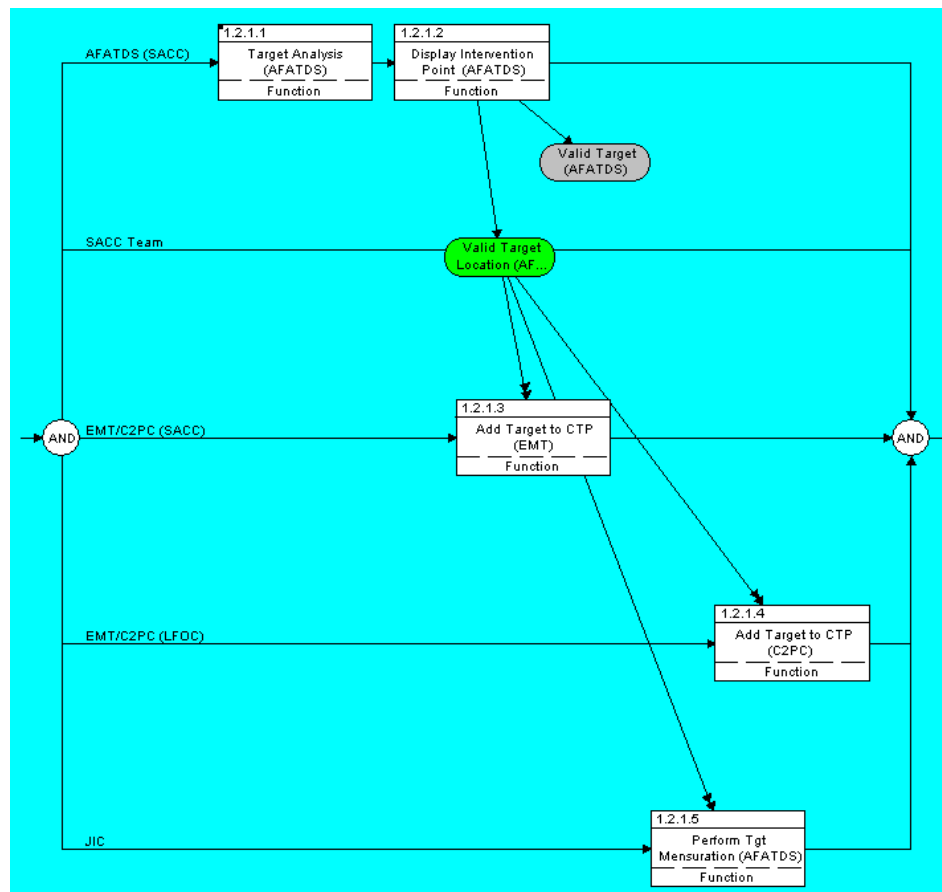 1.2.1.1
Target Analysis
(AFATDS)
Function
1.2.1.2
Display Intervention
Point (AFATDS)
Function
AFATDS (SACC)
Valid Target
(AFATDS)
SACC Team
Valid Target
Location (AF...
1.2.1.3
Add Target to CTP
(EMT)
Function
AND
EMT/C2PC (SACC)
AND
1.2.1.4
Add Target to CTP
(C2PC)
Function
EMT/C2PC (LFOC)
1.2.1.5
Perform Tgt
Mensuration (AFATDS)
Function
JIC